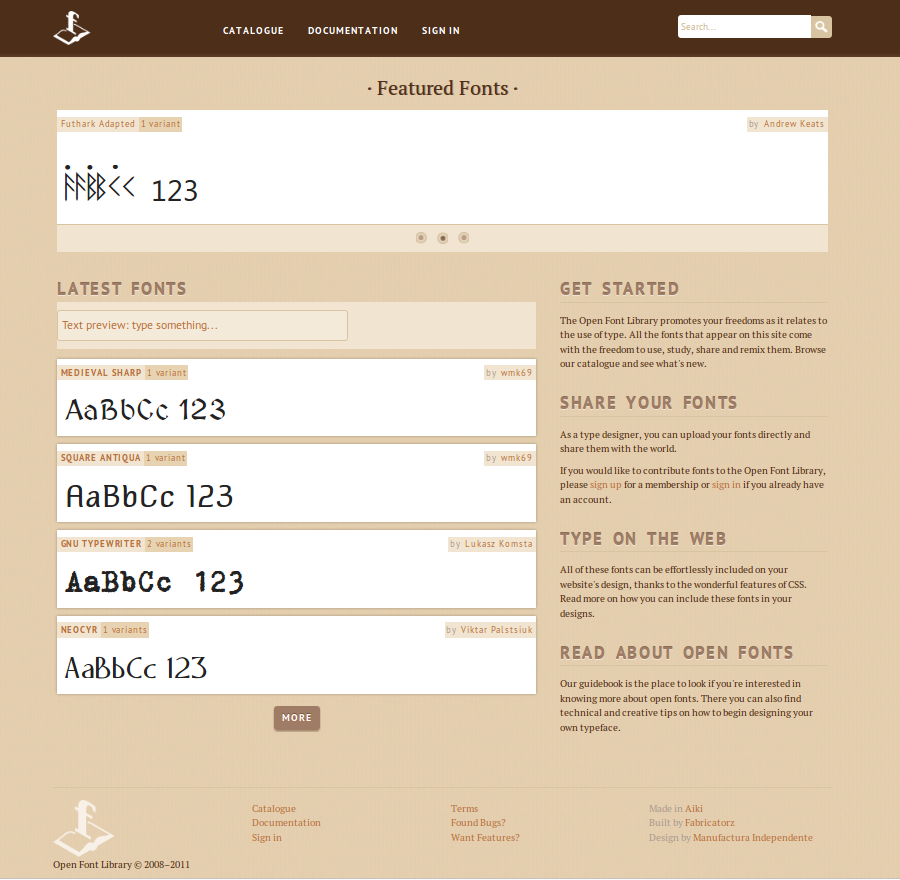 CATALOGUE DOCUMENTATION SIGN IN Search...
· Featured Fonts ·
Futhark Adapted 1 variant by Andrew Keats
123
LATEST FONTS
Text preview: type something...
MEDIEVAL SHARP 1 variant by wmk69
AaBbCc 123
SQUARE ANTIQUA 1 variant by wmk69
AaBbCc 123
GNU TYPEWRITER 2 variants by Lukasz Komsta
AaBbCc 123
NEOCYR 1 variants by Viktar Palstsiuk
AaBbCc 123
MORE
GET STARTED
The Open Font Library promotes your freedoms as it relates to
the use of type. All the fonts that appear on this site come
with the freedom to use, study, share and remix them. Browse
our catalogue and see what's new.
SHARE YOUR FONTS
As a type designer, you can upload your fonts directly and
share them with the world.
If you would like to contribute fonts to the Open Font Library,
please sign up for a membership or sign in if you already have
an account.
TYPE ON THE WEB
All of these fonts can be effortlessly included on your
website's design, thanks to the wonderful features of CSS.
Read more on how you can include these fonts in your
designs.
READ ABOUT OPEN FONTS
Our guidebook is the place to look if you're interested in
knowing more about open fonts. There you can also find
technical and creative tips on how to begin designing your
own typeface.
Open Font Library © 2008–2011
Catalogue
Documentation
Sign in
Terms
Found Bugs?
Want Features?
Made in Aiki
Built by Fabricatorz
Design by Manufactura Independente